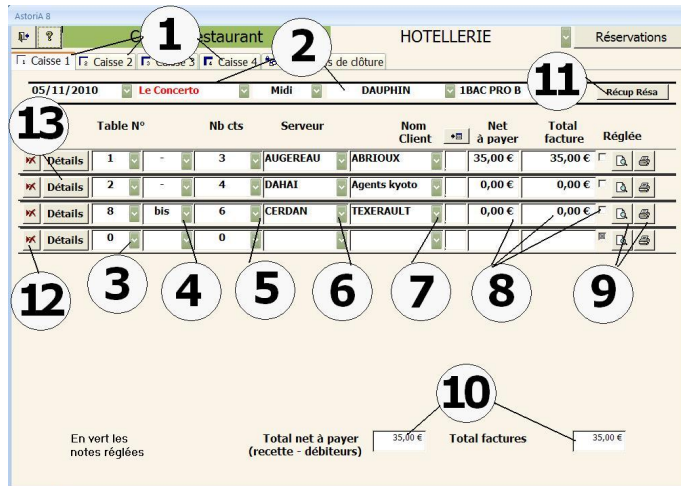 AstoriA 8
? C estaurant HOTELLERIE Réservations
1 Caisse 1 2 Caisse 2 3 Caisse 3 4 Caisse 4 s de clôture
1 2
05/11/2010 Le Concerto Midi DAUPHIN 1BAC PRO B Récup Résa
11
13
Table N° Nb cts Serveur Nom Client Net à payer Total facture Réglée
Détails 1 - 3 AUGEREAU ABRIOUX 35,00 € 35,00 €
Détails 2 - 4 DAHAI Agents kyoto 0,00 € 0,00 €
Détails 8 bis 6 CERDAN TEXERAULT 0,00 € 0,00 €
Détails 0 0
12 3 4 5 6 7 8 9
10
En vert les Total net à payer 35,00 € Total factures 35,00 €
notes réglées (recette - débiteurs)